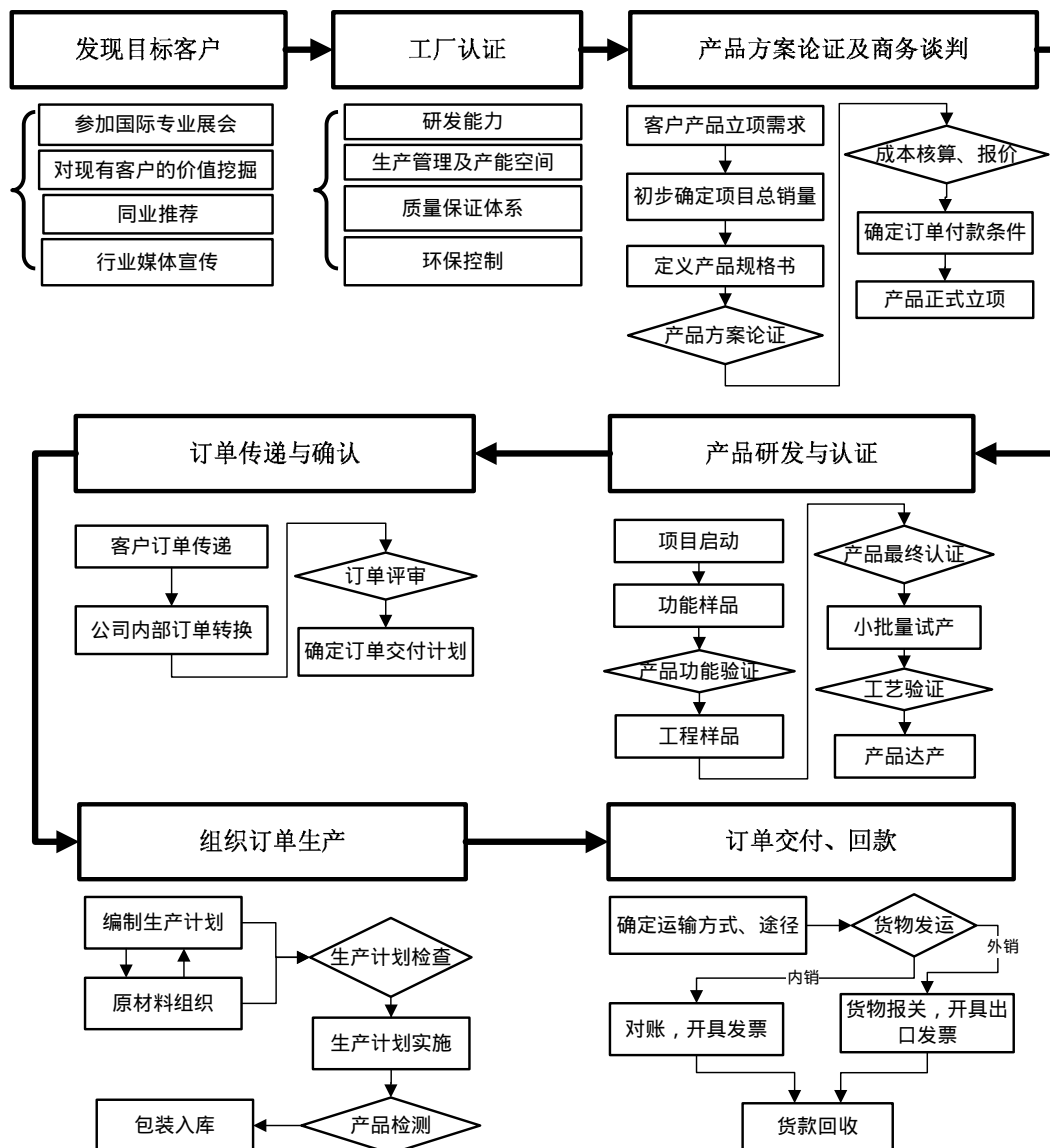 发现目标客户
工厂认证
产品方案论证及商务谈判
参加国际专业展会
对现有客户的价值挖掘
同业推荐
行业媒体宣传
研发能力
生产管理及产能空间
质量保证体系
环保控制
客户产品立项需求
初步确定项目总销量
定义产品规格书
产品方案论证
成本核算、报价
确定订单付款条件
产品正式立项
订单传递与确认
产品研发与认证
客户订单传递
公司内部订单转换
订单评审
确定订单交付计划
项目启动
功能样品
产品功能验证
工程样品
产品最终认证
小批量试产
工艺验证
产品达产
组织订单生产
订单交付、回款
编制生产计划
原材料组织
生产计划检查
生产计划实施
产品检测
包装入库
确定运输方式、途径
货物发运
外销
内销
对账，开具发票
货物报关，开具出
口发票
货款回收